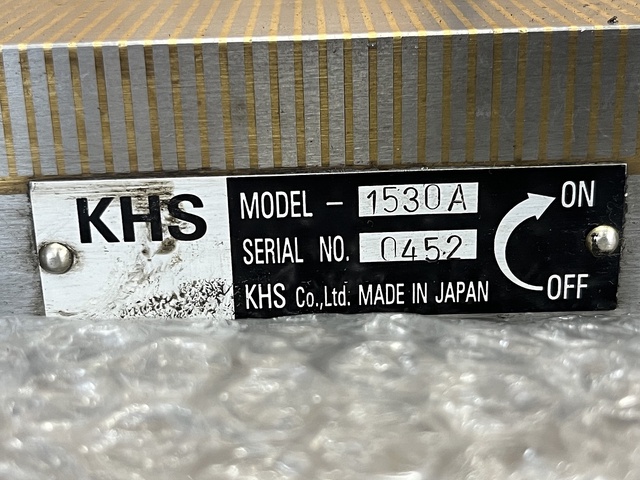 KHS
MODEL - 1530A
SERIAL NO. 0452
KHS Co.,Ltd. MADE IN JAPAN
ON
OFF